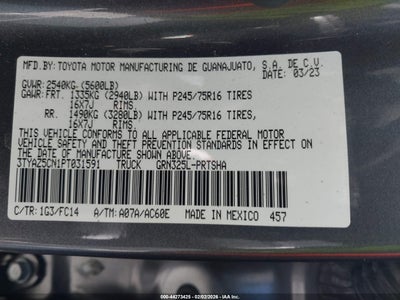 MFD.BY: TOYOTA MOTOR MANUFACTURING DE GUANAJUATO, S.A. DE C.V.
DATE: 03/23
GVWR: 2540KG (5600LB)
GAWR: FRT. 1335KG (2940LB) WITH P245/75R16 TIRES
16X7J RIMS,
RR. 1490KG (3280LB) WITH P245/75R16 TIRES
16X7J RIMS,
THIS VEHICLE CONFORMS TO ALL APPLICABLE FEDERAL MOTOR
VEHICLE SAFETY AND THEFT PREVENTION STANDARDS IN
EFFECT ON THE DATE OF MANUFACTURE SHOWN ABOVE.
3TYAZ5CN1PT031591 TRUCK GRN325L-PRTSHA
C/TR: 1G3/FC14 A/TM: A07A/AC60E MADE IN MEXICO 457
000-44273425 - 02/02/2026 - COPYRIGHT IAA, LLC